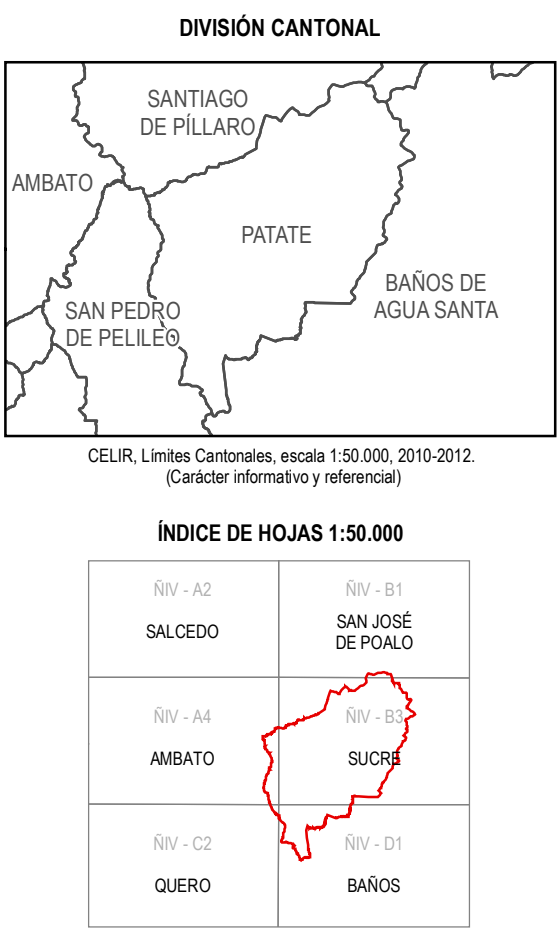 DIVISIÓN CANTONAL
SANTIAGO
DE PÍLLARO
AMBATO
PATATE
BAÑOS DE
AGUA SANTA
SAN PEDRO
DE PELILEO
CELIR, Límites Cantonales, escala 1:50.000, 2010-2012.
(Carácter informativo y referencial)
ÍNDICE DE HOJAS 1:50.000
ÑIV - A2
SALCEDO
ÑIV - B1
SAN JOSÉ
DE POALO
ÑIV - A4
AMBATO
ÑIV - B3
SUCRE
ÑIV - C2
QUERO
ÑIV - D1
BAÑOS